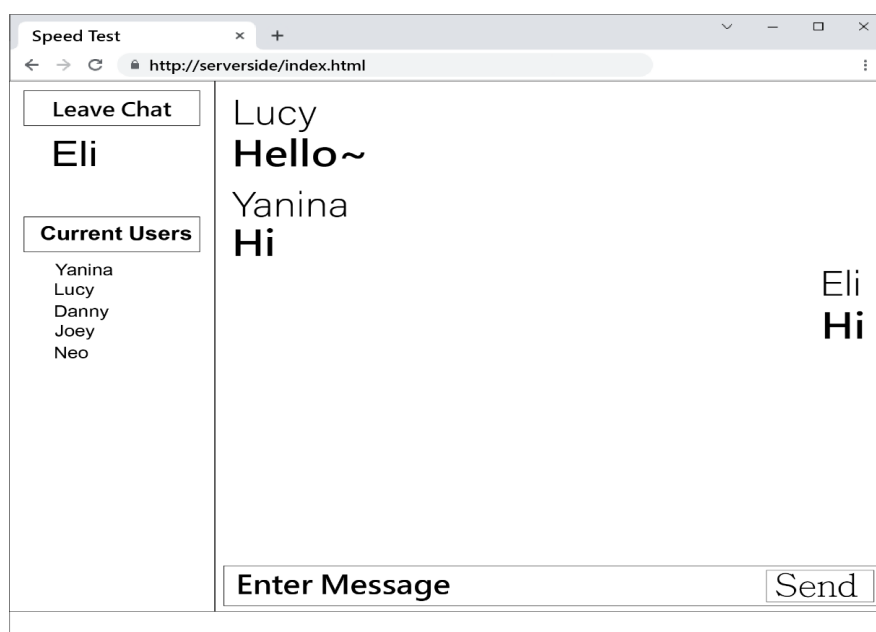 Speed Test
http://serverside/index.html
Leave Chat
Eli
Current Users
Yanina
Lucy
Danny
Joey
Neo
Lucy
Hello~
Yanina
Hi
Eli
Hi
Enter Message
Send